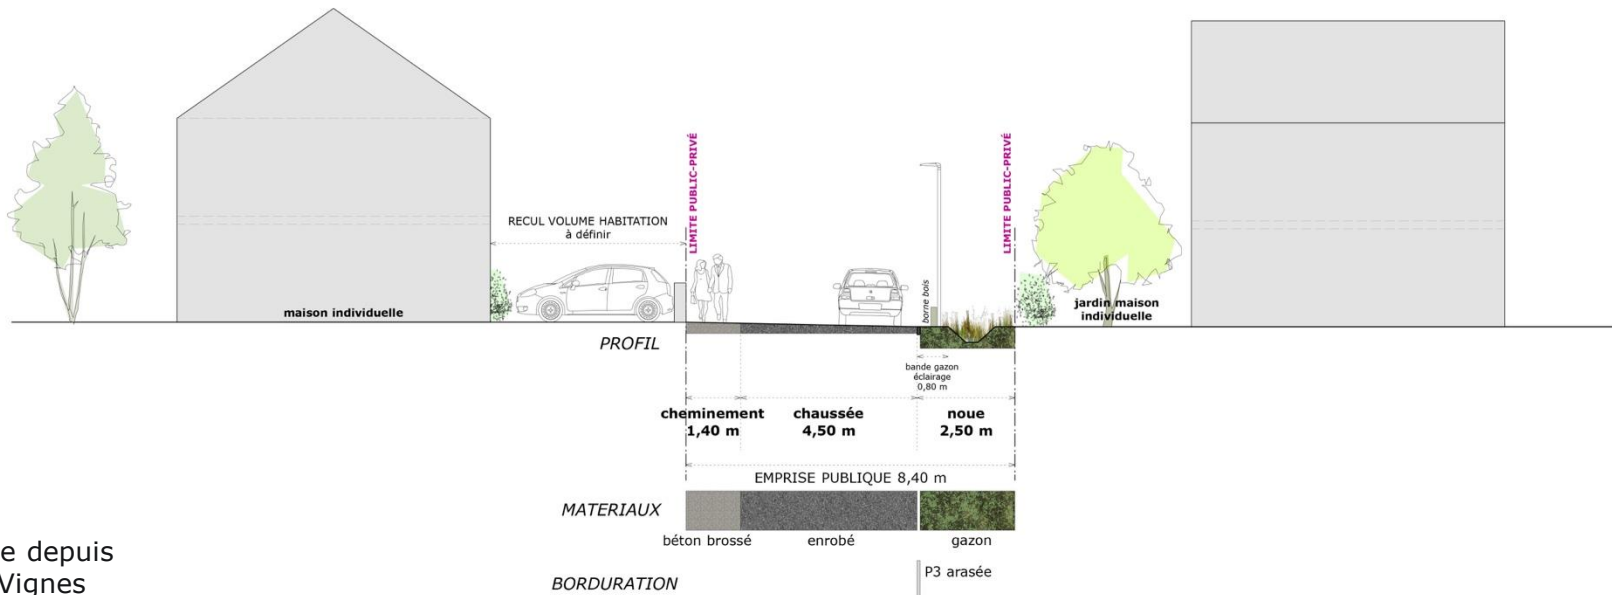 LIMITE PUBLIC-PRIVÉ
LIMITE PUBLIC-PRIVÉ
RECUL VOLUME HABITATION
à définir
borne bois
maison individuelle
jardin maison
individuelle
PROFIL
bande gazon
éclairage
0,80 m
cheminement
1,40 m
chaussée
4,50 m
noue
2,50 m
EMPRISE PUBLIQUE 8,40 m
MATERIAUX
béton brossé
enrobé
gazon
e depuis
Vignes
BORDURATION
P3 arasée